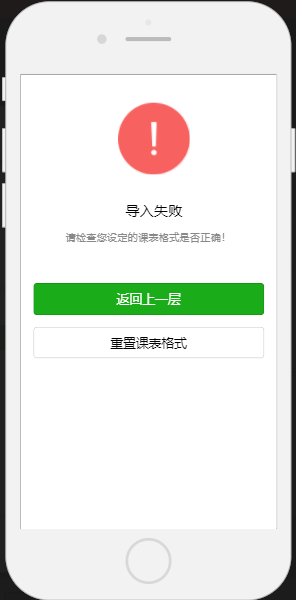 导入失败
请检查您设定的课表格式是否正确！
返回上一层
重置课表格式